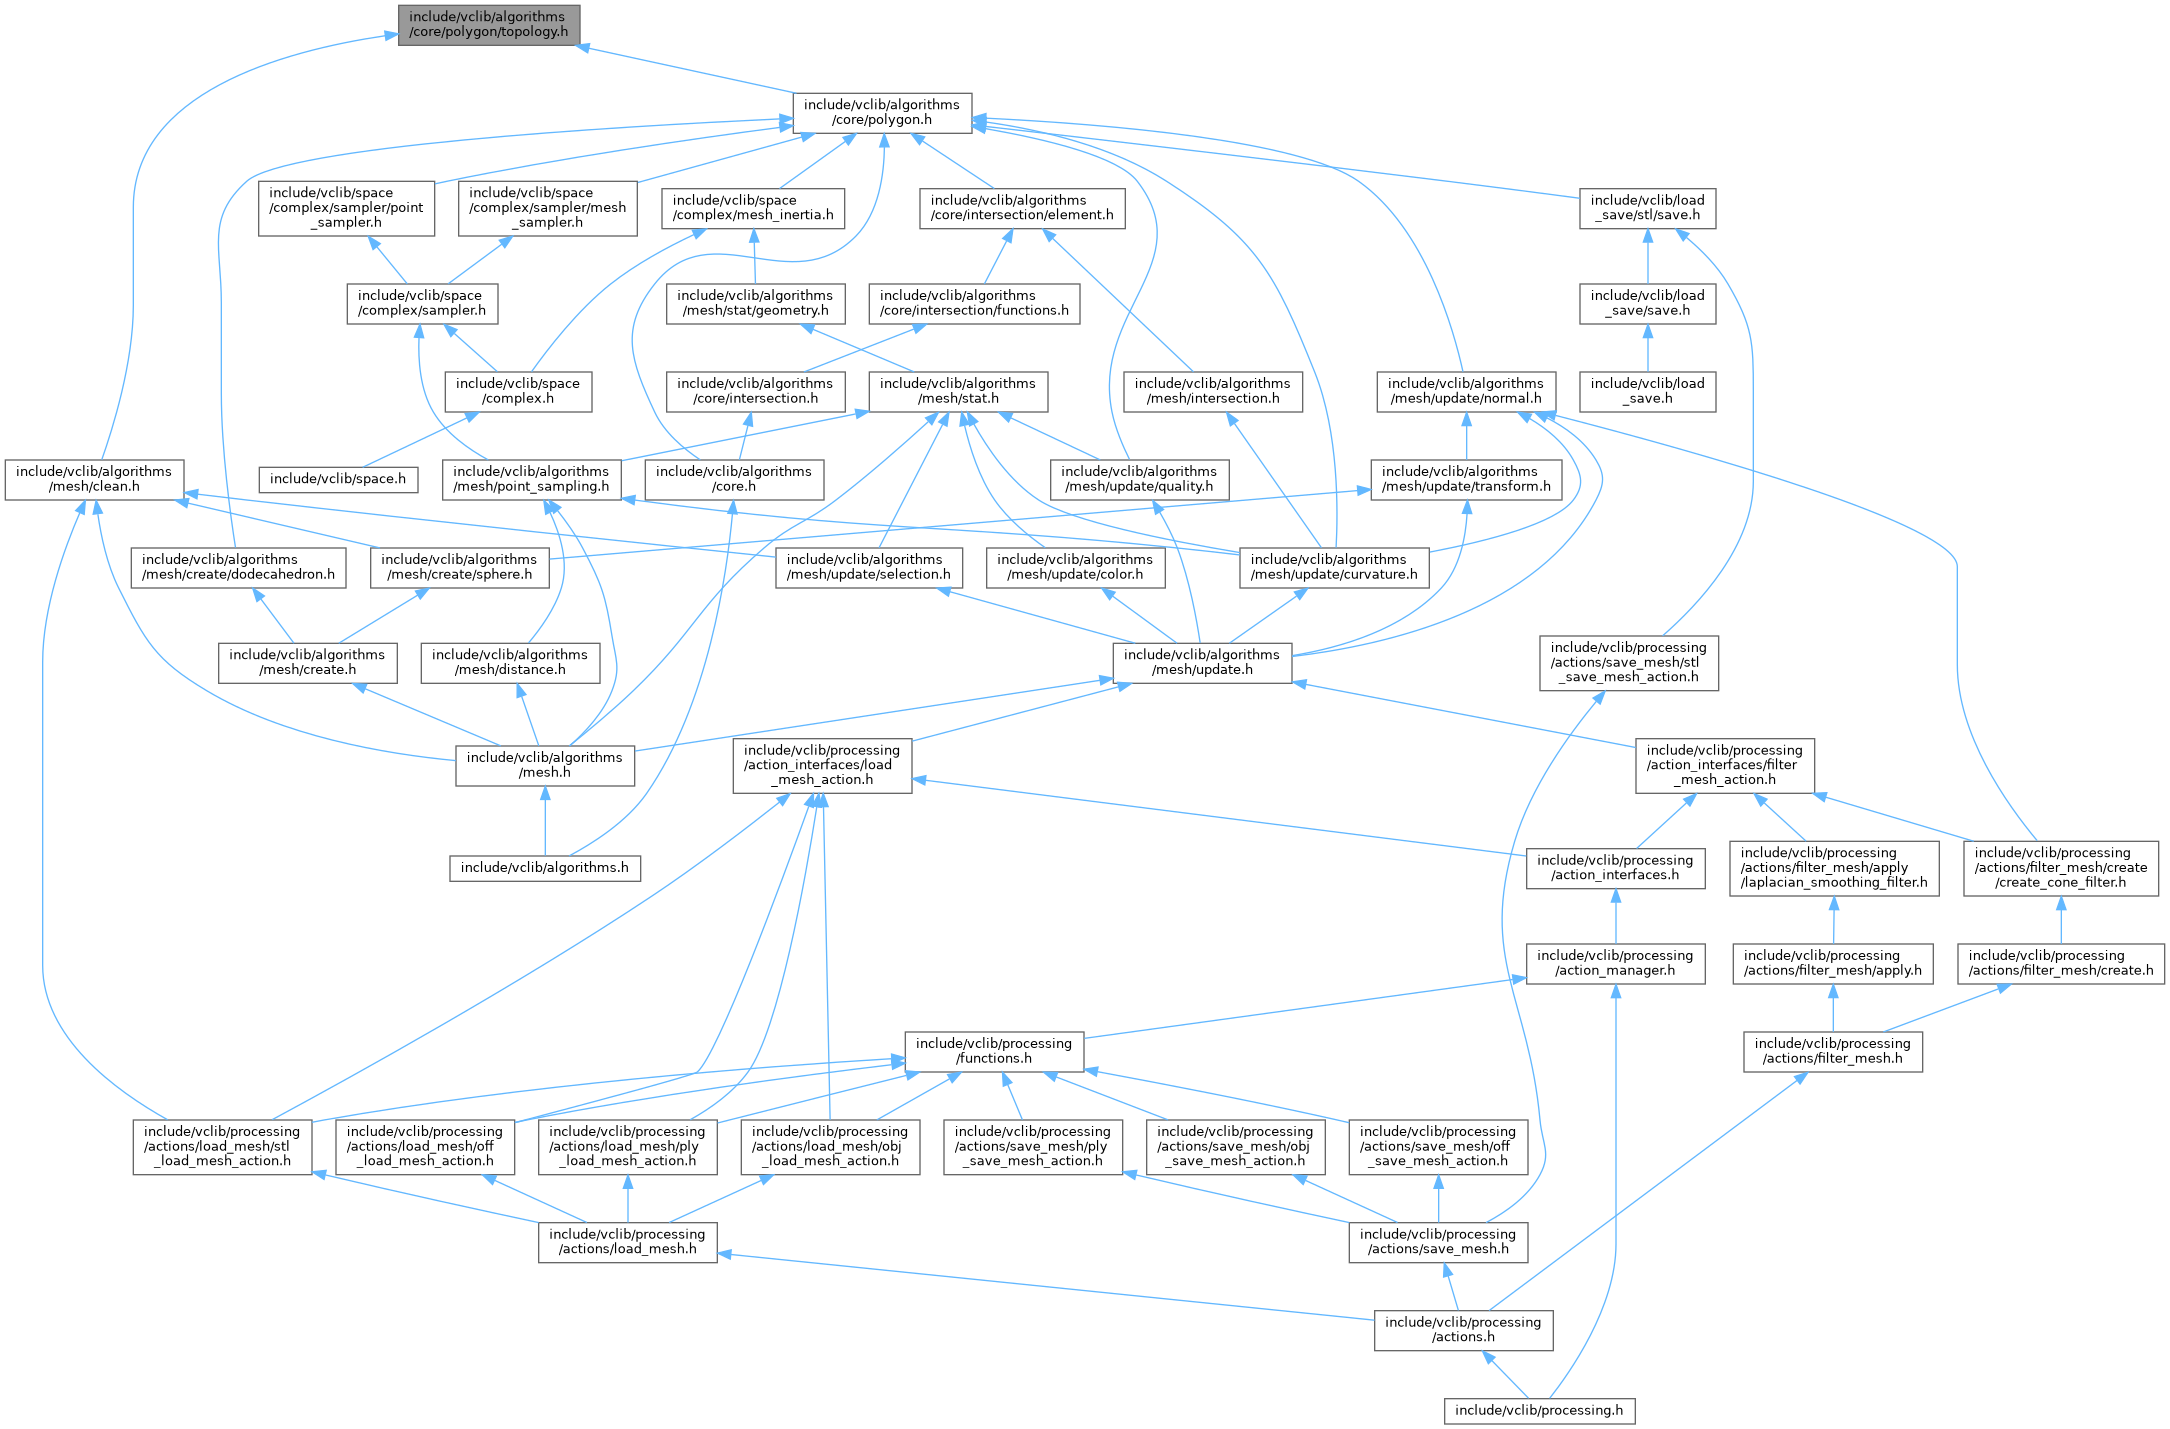 include/vclib/algorithms
/core/polygon/topology.h
include/vclib/algorithms
/core/polygon.h
include/vclib/space
/complex/sampler/point
_sampler.h
include/vclib/space
/complex/sampler/mesh
_sampler.h
include/vclib/space
/complex/mesh_inertia.h
include/vclib/algorithms
/core/intersection/element.h
include/vclib/load
_save/stl/save.h
include/vclib/space
/complex/sampler.h
include/vclib/algorithms
/mesh/stat/geometry.h
include/vclib/algorithms
/core/intersection/functions.h
include/vclib/load
_save/save.h
include/vclib/space
/complex.h
include/vclib/algorithms
/core/intersection.h
include/vclib/algorithms
/mesh/stat.h
include/vclib/algorithms
/mesh/intersection.h
include/vclib/algorithms
/mesh/update/normal.h
include/vclib/load
_save.h
include/vclib/algorithms
/mesh/clean.h
include/vclib/space.h
include/vclib/algorithms
/mesh/point_sampling.h
include/vclib/algorithms
/core.h
include/vclib/algorithms
/mesh/update/quality.h
include/vclib/algorithms
/mesh/update/transform.h
include/vclib/algorithms
/mesh/create/dodecahedron.h
include/vclib/algorithms
/mesh/create/sphere.h
include/vclib/algorithms
/mesh/update/selection.h
include/vclib/algorithms
/mesh/update/color.h
include/vclib/algorithms
/mesh/update/curvature.h
include/vclib/algorithms
/mesh/create.h
include/vclib/algorithms
/mesh/distance.h
include/vclib/algorithms
/mesh/update.h
include/vclib/processing
/actions/save_mesh/stl
_save_mesh_action.h
include/vclib/algorithms
/mesh.h
include/vclib/processing
/action_interfaces/load
_mesh_action.h
include/vclib/processing
/action_interfaces/filter
_mesh_action.h
include/vclib/algorithms.h
include/vclib/processing
/action_interfaces.h
include/vclib/processing
/actions/filter_mesh/apply
/laplacian_smoothing_filter.h
include/vclib/processing
/actions/filter_mesh/create
/create_cone_filter.h
include/vclib/processing
/action_manager.h
include/vclib/processing
/actions/filter_mesh/apply.h
include/vclib/processing
/actions/filter_mesh/create.h
include/vclib/processing
/functions.h
include/vclib/processing
/actions/filter_mesh.h
include/vclib/processing
/actions/load_mesh/stl
_load_mesh_action.h
include/vclib/processing
/actions/load_mesh/off
_load_mesh_action.h
include/vclib/processing
/actions/load_mesh/ply
_load_mesh_action.h
include/vclib/processing
/actions/load_mesh/obj
_load_mesh_action.h
include/vclib/processing
/actions/save_mesh/ply
_save_mesh_action.h
include/vclib/processing
/actions/save_mesh/obj
_save_mesh_action.h
include/vclib/processing
/actions/save_mesh/off
_save_mesh_action.h
include/vclib/processing
/actions/load_mesh.h
include/vclib/processing
/actions/save_mesh.h
include/vclib/processing
/actions.h
include/vclib/processing.h